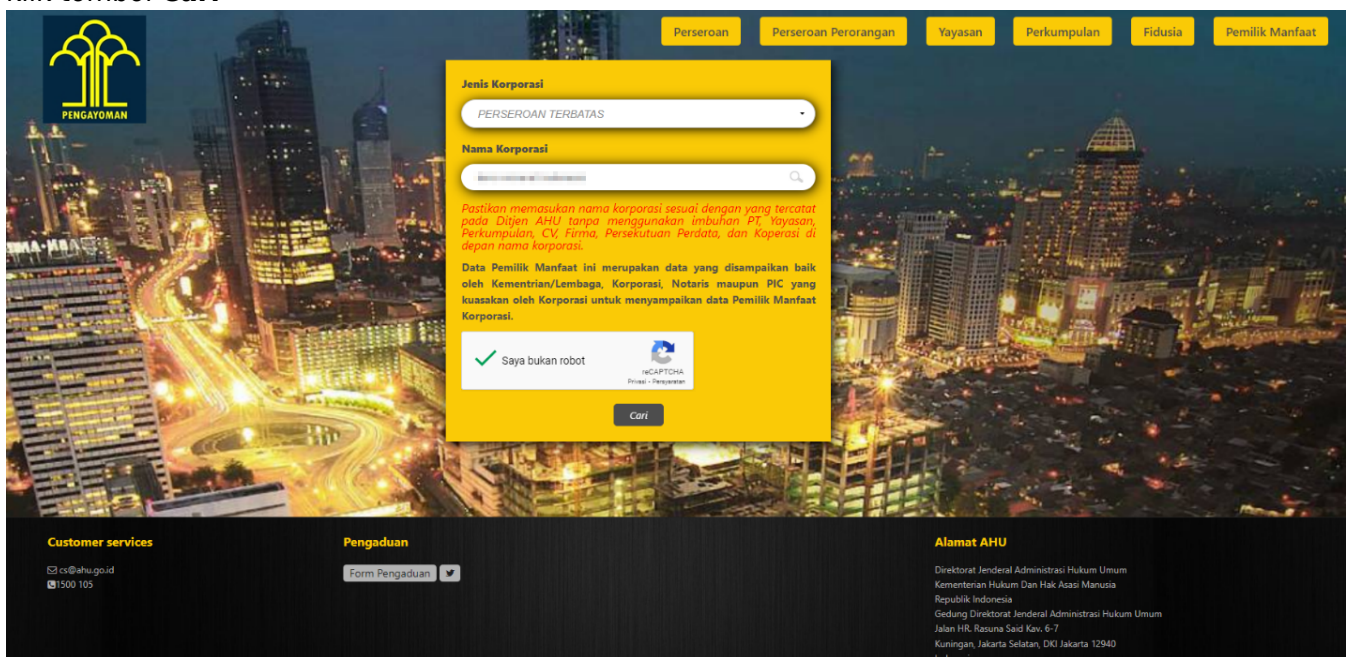 PENGAYOMAN
Perseroan
Perseroan Perorangan
Yayasan
Perkumpulan
Fidusia
Pemilik Manfaat
Jenis Korporasi
PERSEROAN TERBATAS
Nama Korporasi
Pastikan memasukan nama korporasi sesuai dengan yang tercatat
pada Ditjen AHU tanpa menggunakan imbuhan PT, Yayasan,
Perkumpulan, CV, Firma, Persekutuan Perdata, dan Koperasi di
depan nama korporasi.
Data Pemilik Manfaat ini merupakan data yang disampaikan baik
oleh Kementrian/Lembaga, Korporasi, Notaris maupun PIC yang
kuasakan oleh Korporasi untuk menyampaikan data Pemilik Manfaat
Korporasi.
Saya bukan robot
reCAPTCHA
Privasi - Persyaratan
Cari
Customer services
cs@ahu.go.id
1500 105
Pengaduan
Form Pengaduan
Alamat AHU
Direktorat Jenderal Administrasi Hukum Umum
Kementerian Hukum Dan Hak Asasi Manusia
Republik Indonesia
Gedung Direktorat Jenderal Administrasi Hukum Umum
Jalan HR. Rasuna Said Kav. 6-7
Kuningan, Jakarta Selatan, DKI Jakarta 12940